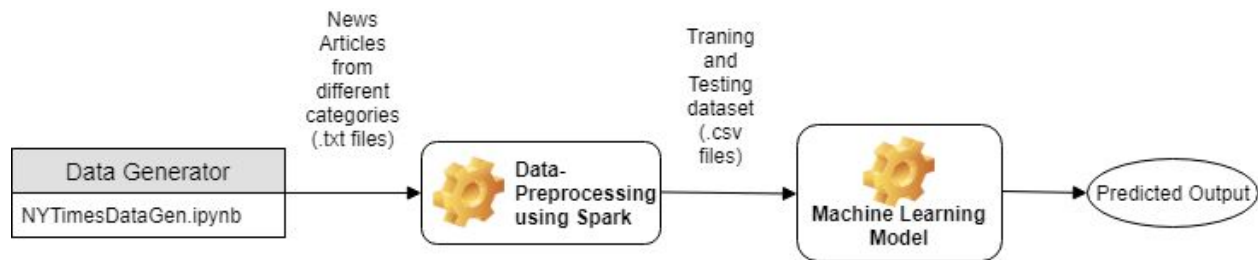 Data Generator
NYTimesDataGen.ipynb
News
Articles
from
different
categories
(.txt files)
Data-
Preprocessing
using Spark
Traning
and
Testing
dataset
(.csv
files)
Machine Learning
Model
Predicted Output